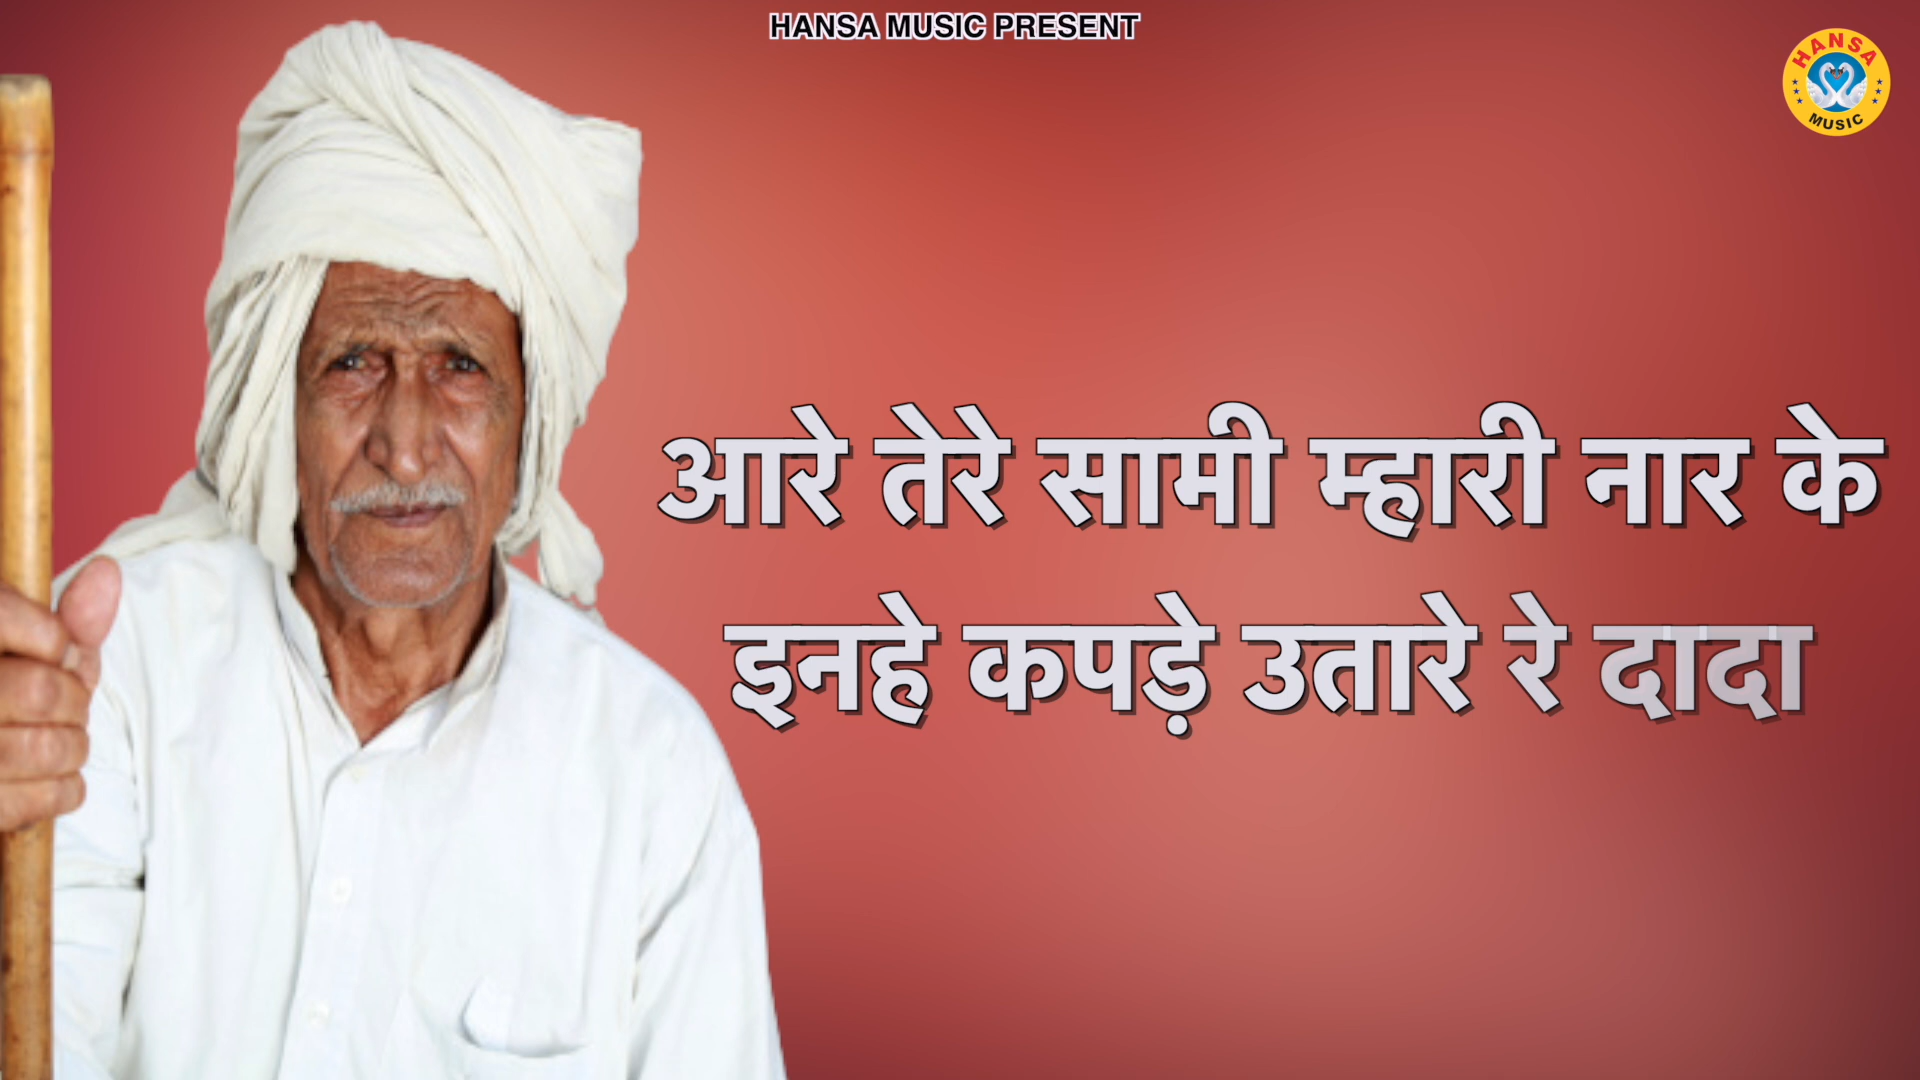 HANSA MUSIC PRESENT
HANSA
MUSIC
आरे तेरे सामी म्हारी नार के
इनहे कपड़े उतारे रे दादा